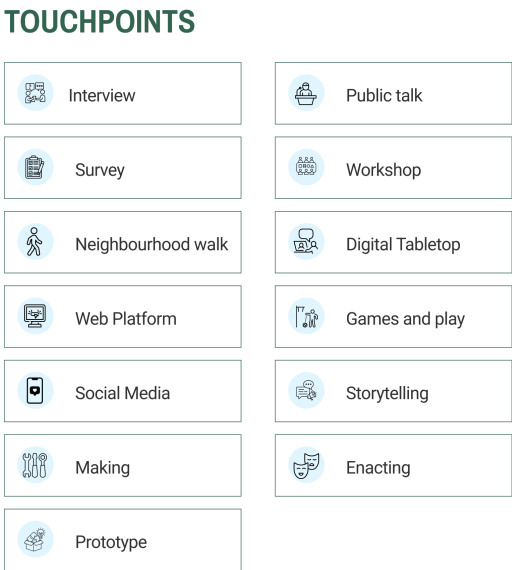 TOUCHPOINTS
Interview
Survey
Neighbourhood walk
Web Platform
Social Media
Making
Prototype
Public talk
Workshop
Digital Tabletop
Games and play
Storytelling
Enacting